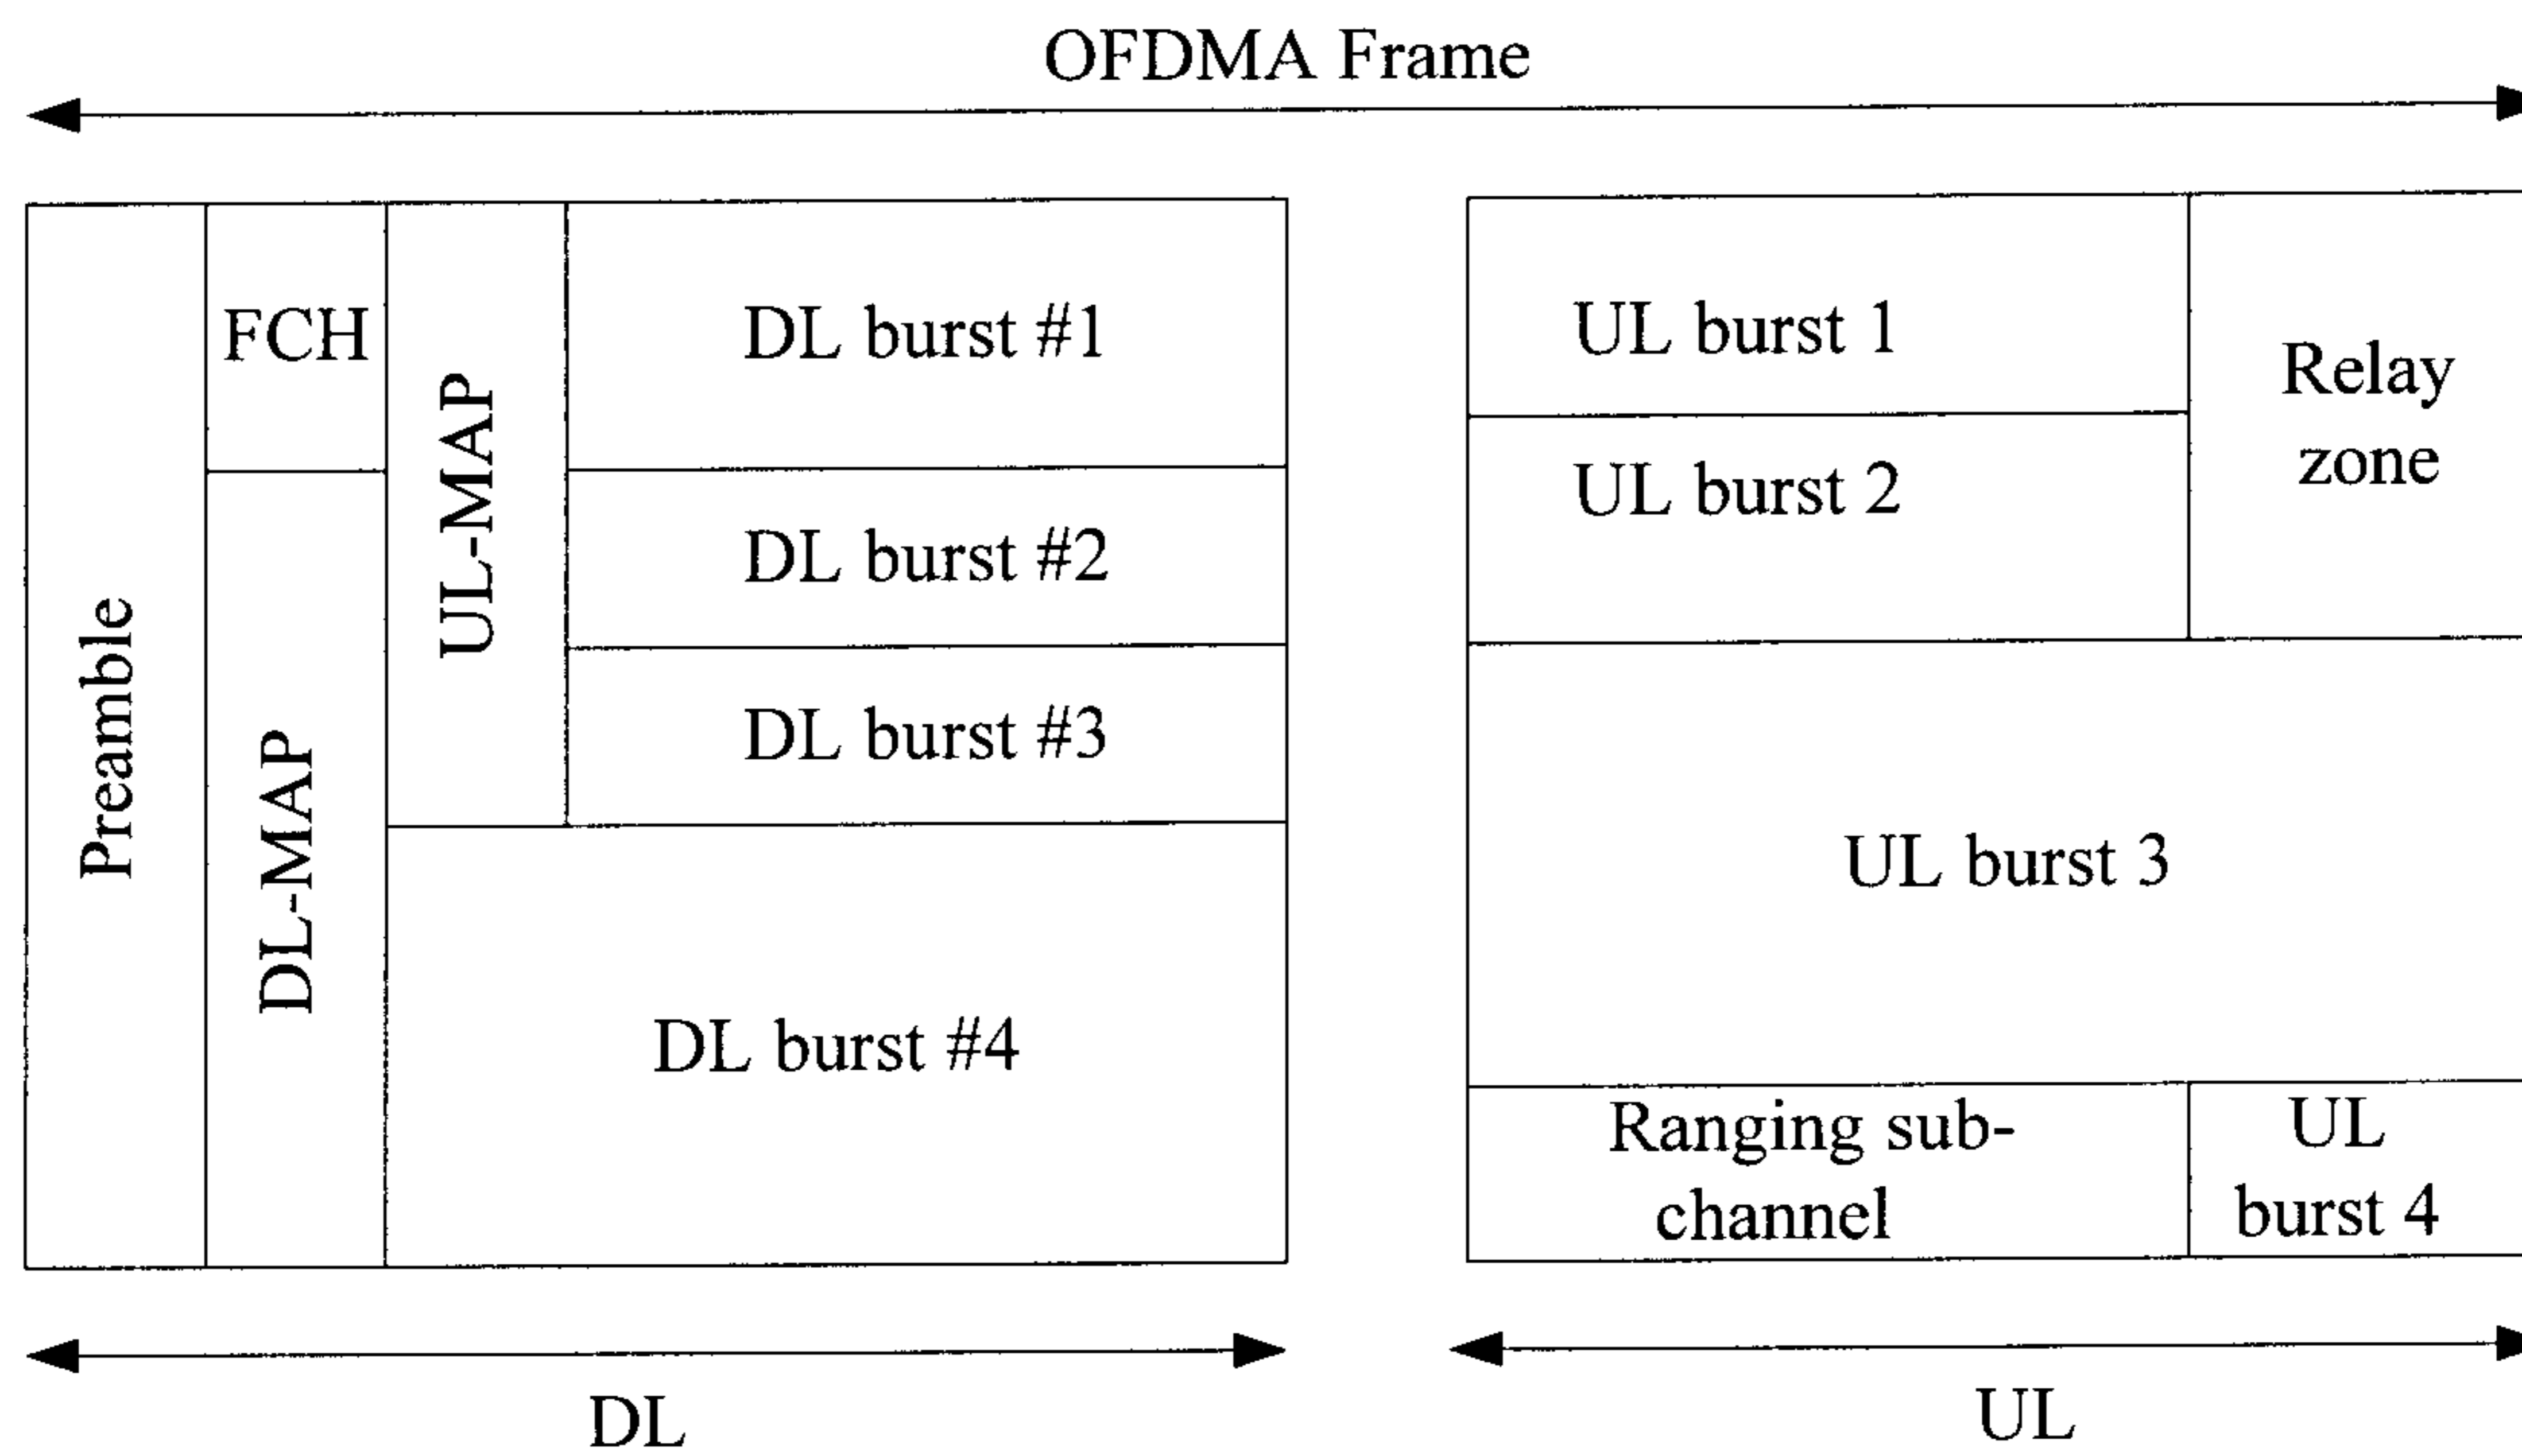 OFDMA Frame
Preamble
FCH
DL-MAP
UL-MAP
DL burst #1
DL burst #2
DL burst #3
DL burst #4
UL burst 1
UL burst 2
Relay
zone
UL burst 3
Ranging sub-
channel
UL
burst 4
DL
UL